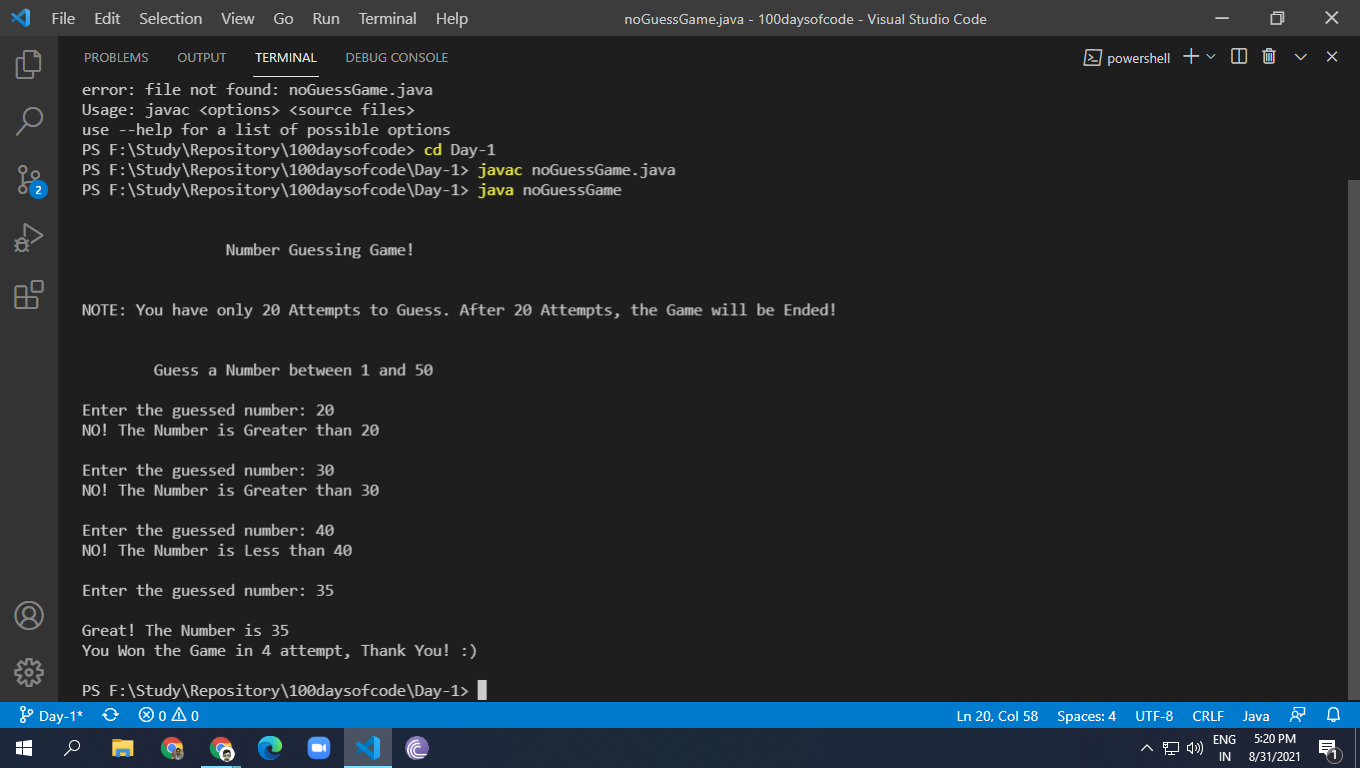 File Edit Selection View Go Run Terminal Help noGuessGame.java - 100daysofcode - Visual Studio Code
PROBLEMS OUTPUT TERMINAL DEBUG CONSOLE powershell
error: file not found: noGuessGame.java
Usage: javac <options> <source files>
use --help for a list of possible options
PS F:\Study\Repository\100daysofcode> cd Day-1
PS F:\Study\Repository\100daysofcode\Day-1> javac noGuessGame.java
PS F:\Study\Repository\100daysofcode\Day-1> java noGuessGame
Number Guessing Game!
NOTE: You have only 20 Attempts to Guess. After 20 Attempts, the Game will be Ended!
Guess a Number between 1 and 50
Enter the guessed number: 20
NO! The Number is Greater than 20
Enter the guessed number: 30
NO! The Number is Greater than 30
Enter the guessed number: 40
NO! The Number is Less than 40
Enter the guessed number: 35
Great! The Number is 35
You Won the Game in 4 attempt, Thank You! :)
PS F:\Study\Repository\100daysofcode\Day-1>
2
Day-1* 0 0 Ln 20, Col 58 Spaces: 4 UTF-8 CRLF Java
ENG 5:20 PM
IN 8/31/2021 1